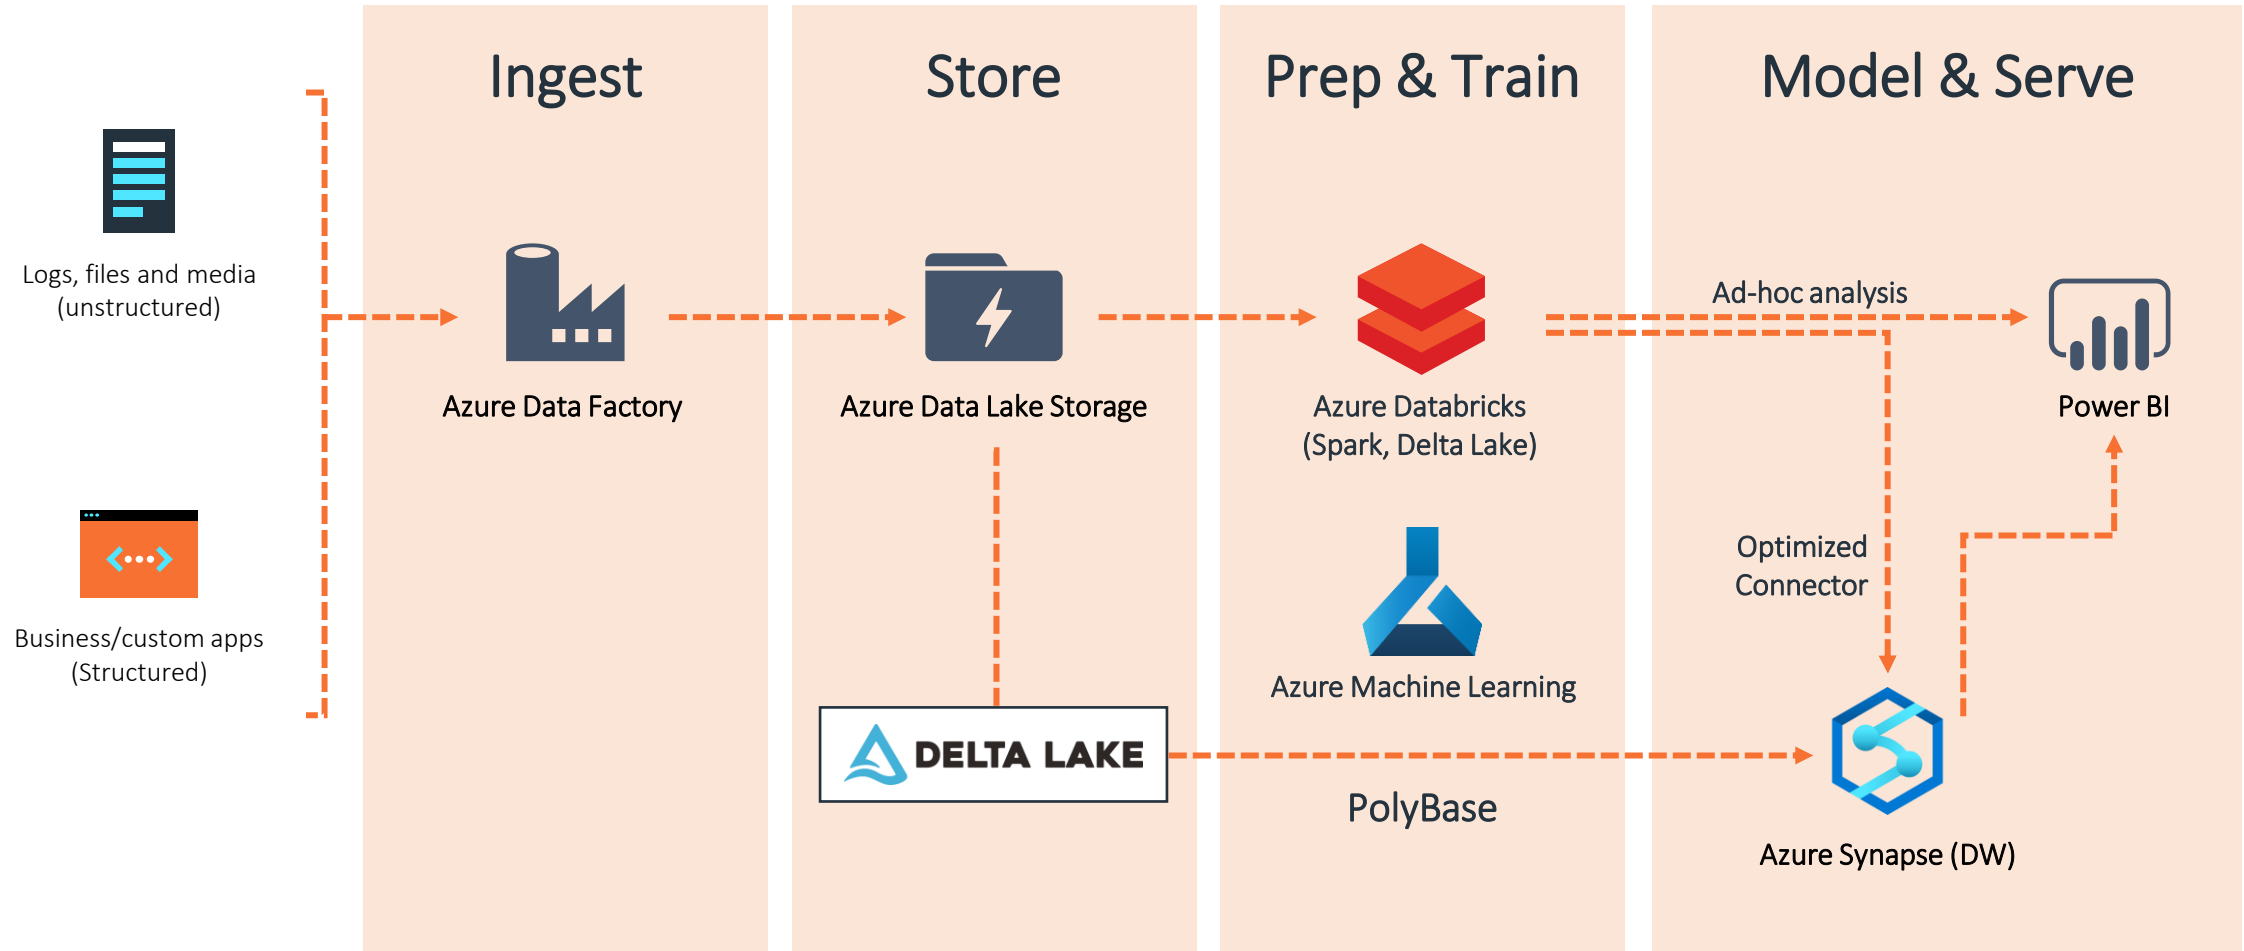 Ingest
Store
Prep & Train
Model & Serve
Logs, files and media
(unstructured)
Business/custom apps
(Structured)
Azure Data Factory
Azure Data Lake Storage
DELTA LAKE
Azure Databricks
(Spark, Delta Lake)
Azure Machine Learning
PolyBase
Ad-hoc analysis
Power BI
Optimized
Connector
Azure Synapse (DW)